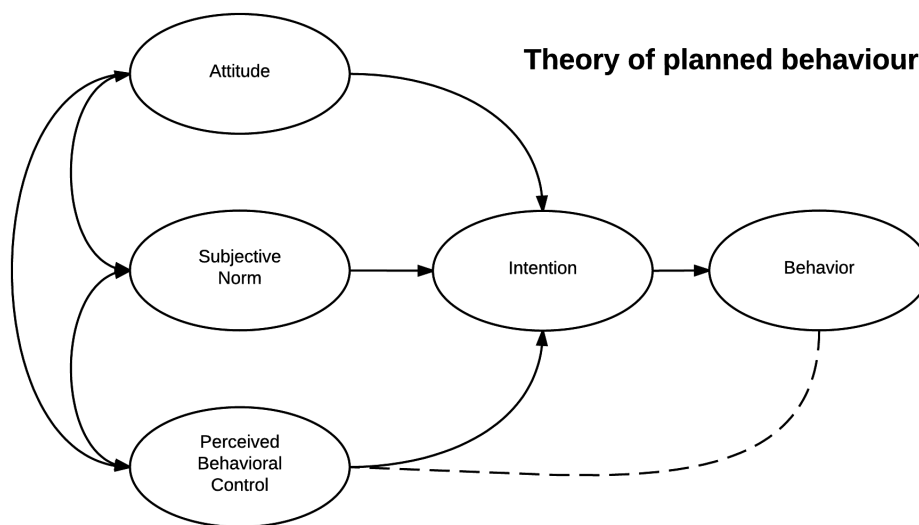 Theory of planned behaviour
Attitude
Subjective
Norm
Intention
Behavior
Perceived
Behavioral
Control